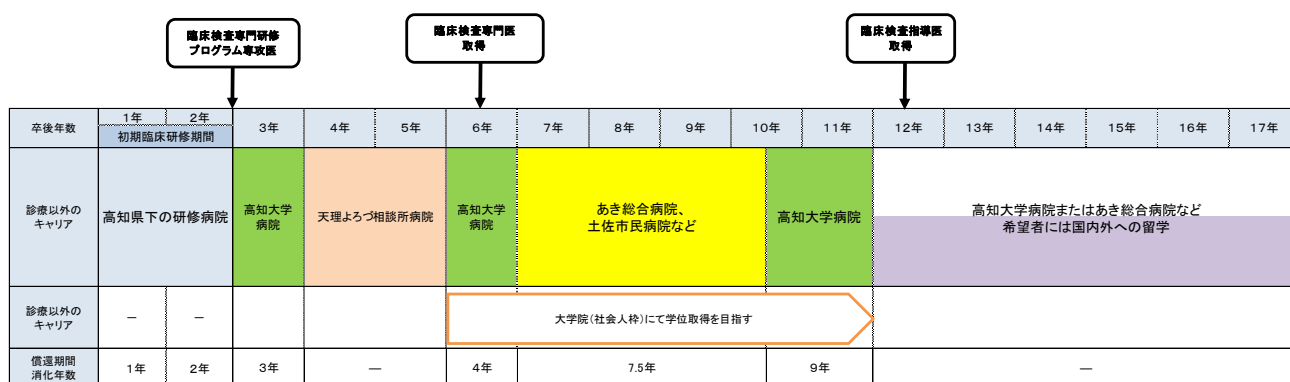 臨床検査専門研修
プログラム専攻医
臨床検査専門医
取得
臨床検査指導医
取得
卒後年数
1年
2年
初期臨床研修期間
3年
4年
5年
6年
7年
8年
9年
10年
11年
12年
13年
14年
15年
16年
17年
診療以外の
キャリア
高知県下の研修病院
高知大学
病院
天理よろづ相談所病院
高知大学
病院
あき総合病院、
土佐市民病院など
高知大学病院
高知大学病院またはあき総合病院など
希望者には国内外への留学
診療以外の
キャリア
—
—
大学院（社会人枠）にて学位取得を目指す
償還期間
消化年数
1年
2年
3年
—
4年
7.5年
9年
—